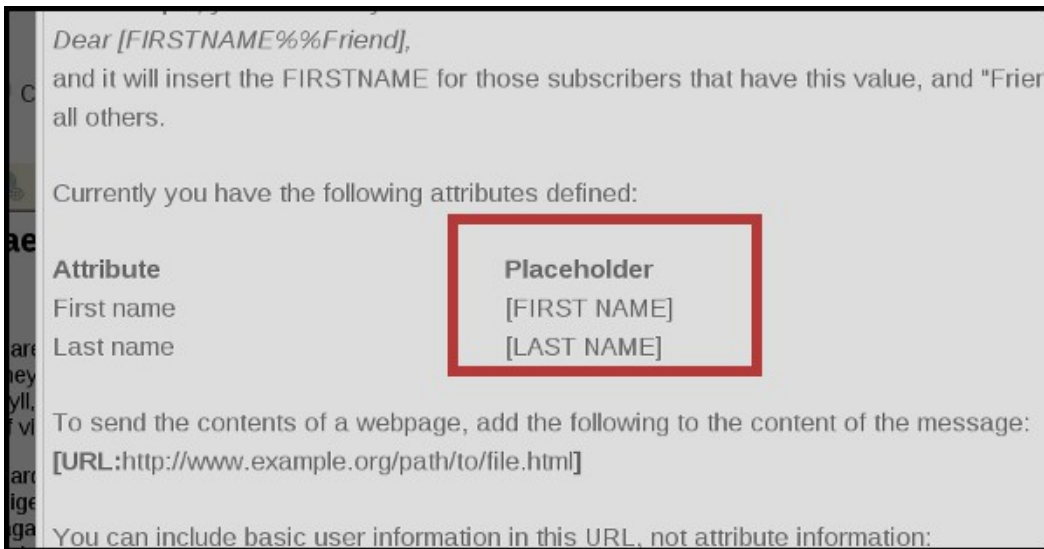 Dear [FIRSTNAME%%Friend],
and it will insert the FIRSTNAME for those subscribers that have this value, and "Frien
all others.
Currently you have the following attributes defined:
Attribute Placeholder
First name [FIRST NAME]
Last name [LAST NAME]
To send the contents of a webpage, add the following to the content of the message:
[URL:http://www.example.org/path/to/file.html]
You can include basic user information in this URL, not attribute information: